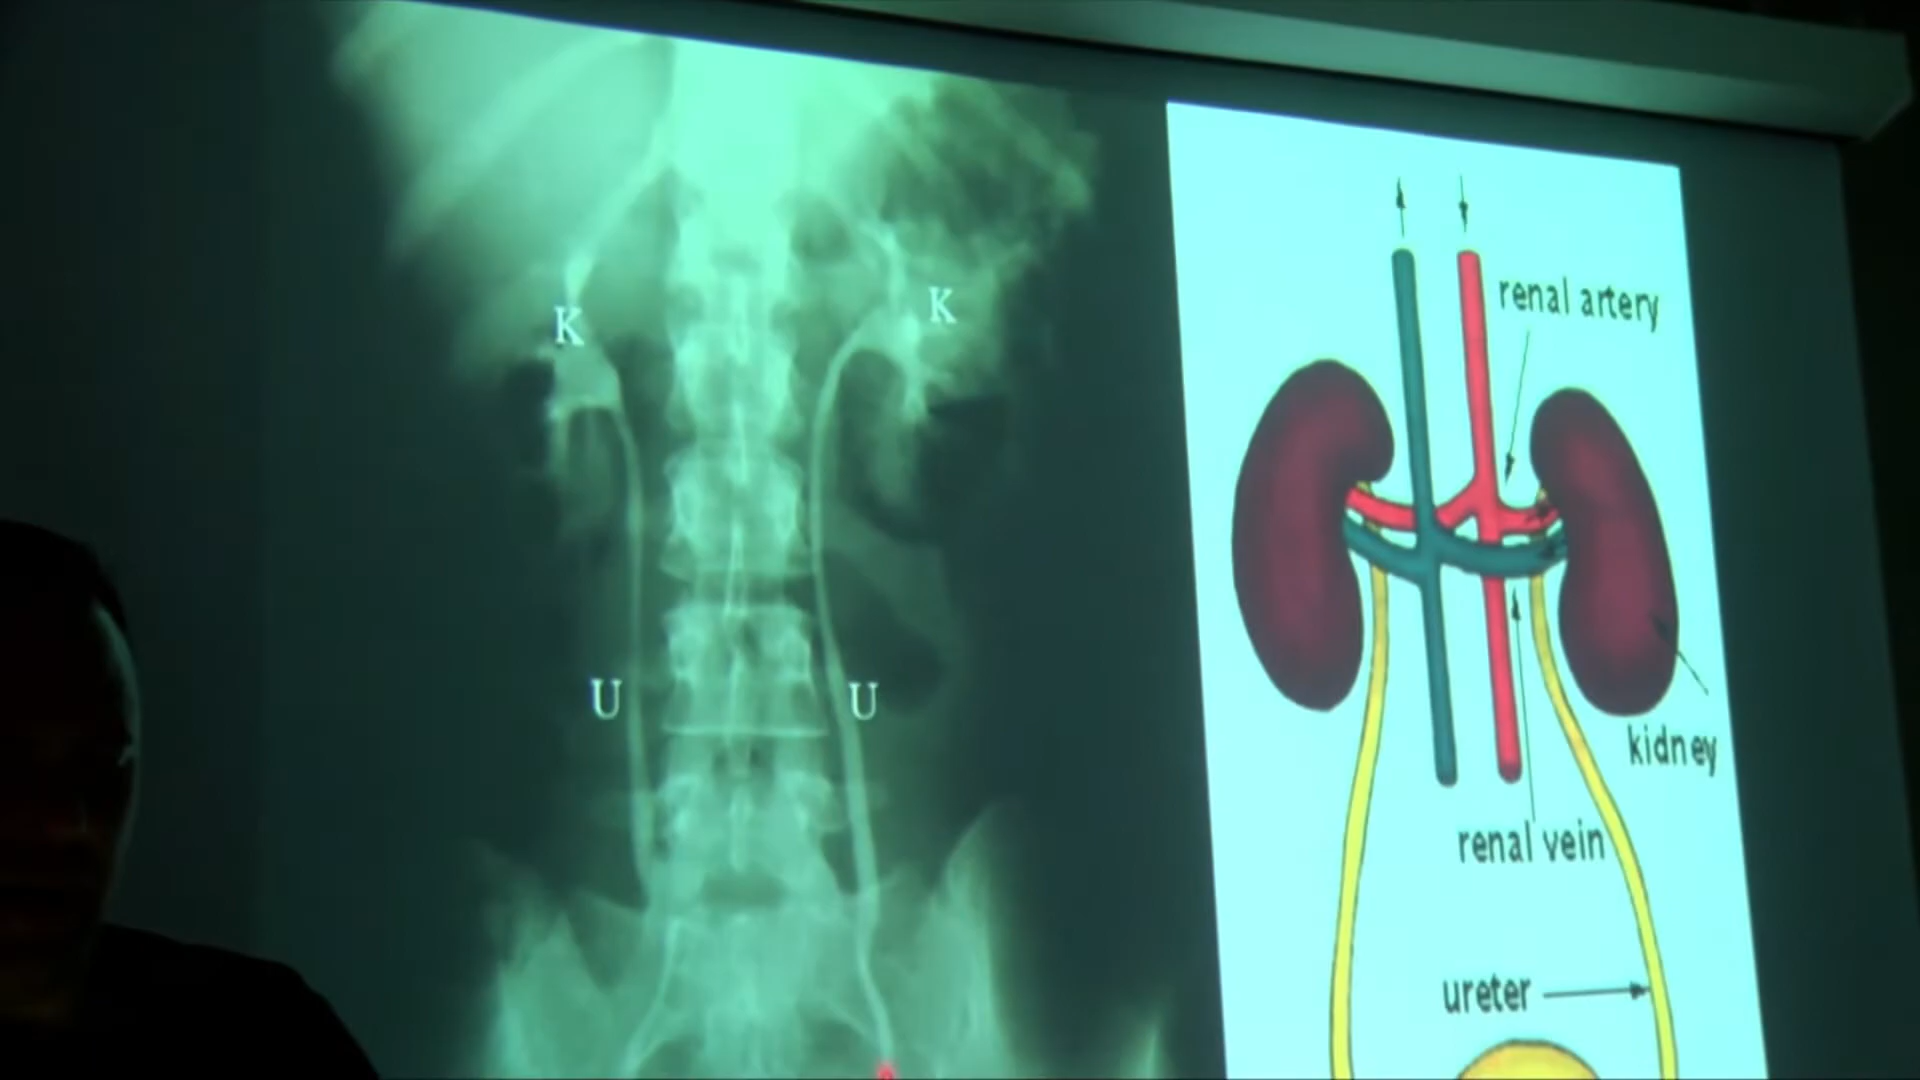 K
K
U
U
renal artery
kidney
renal vein
ureter